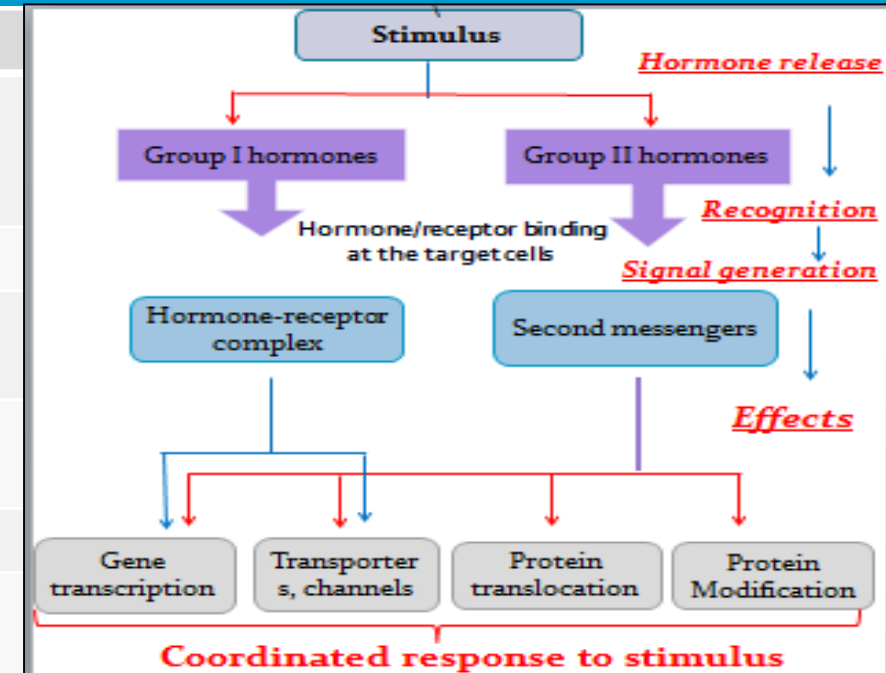 Stimulus
Hormone release
Group I hormones
Group II hormones
Recognition
Hormone/receptor binding
at the target cells
Signal generation
Hormone-receptor
complex
Second messengers
Effects
Gene
transcription
Transporter
s, channels
Protein
translocation
Protein
Modification
Coordinated response to stimulus